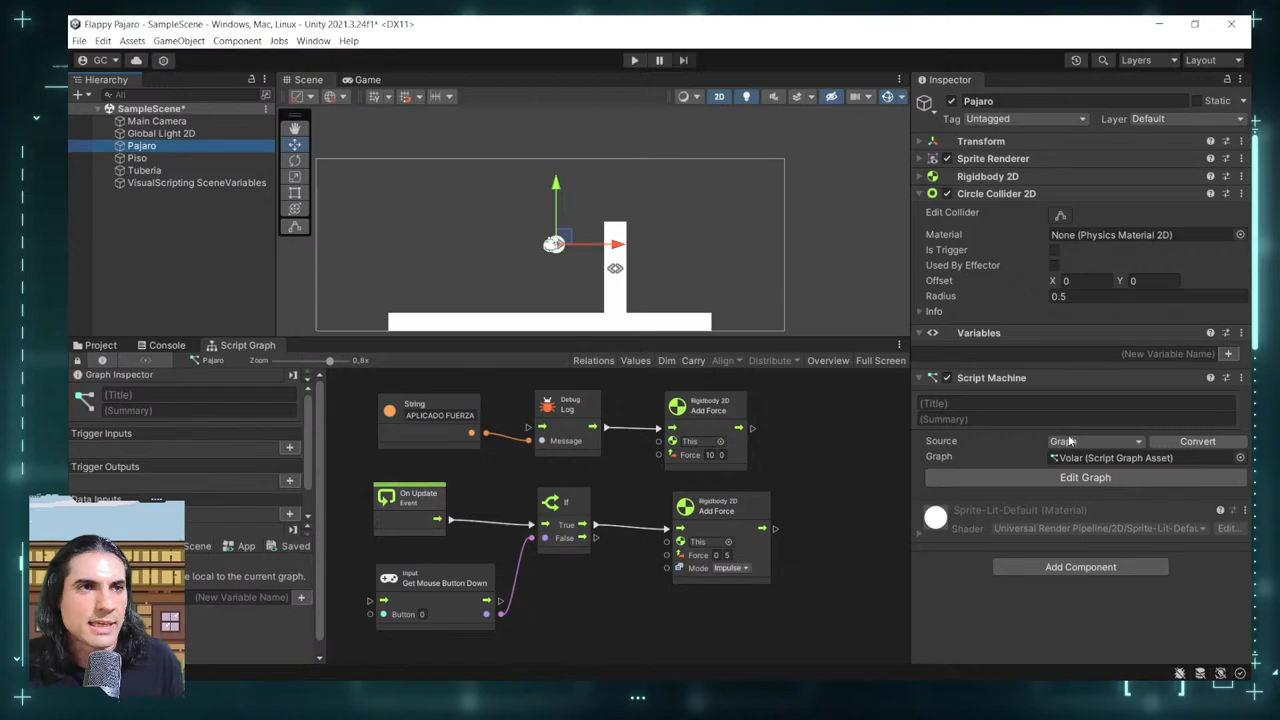 Flappy Pajaro - SampleScene - Windows, Mac, Linux - Unity 2021.3.24f1* <DX11>
File Edit Assets GameObject Component Jobs Window Help
GC
Layers
Layout
Hierarchy
All
SampleScene*
Main Camera
Global Light 2D
Pajaro
Piso
Tuberia
VisualScripting SceneVariables
Scene
Game
2D
Inspector
Pajaro
Static
Tag Untagged
Layer Default
Transform
Sprite Renderer
Rigidbody 2D
Circle Collider 2D
Edit Collider
Material None (Physics Material 2D)
Is Trigger
Used By Effector
Offset X 0 Y 0
Radius 0.5
Info
Variables
(New Variable Name)
Script Machine
(Title)
(Summary)
Source Graph Convert
Graph Volar (Script Graph Asset)
Edit Graph
Sprite-Lit-Default (Material)
Shader Universal Render Pipeline/2D/Sprite-Lit-Defau Edit...
Add Component
Project
Console
Script Graph
Pajaro
Zoom 0,8x
Relations Values Dim Carry Align Distribute Overview Full Screen
Graph Inspector
(Title)
(Summary)
Trigger Inputs
Trigger Outputs
Data Inputs
Scene App Saved
local to the current graph.
(New Variable Name)
String
APLICADO FUERZA
Debug
Log
Message
Rigidbody 2D
Add Force
This
Force 10 0
On Update
Event
If
True
False
Rigidbody 2D
Add Force
This
Force 0 5
Mode Impulse
Input
Get Mouse Button Down
Button 0